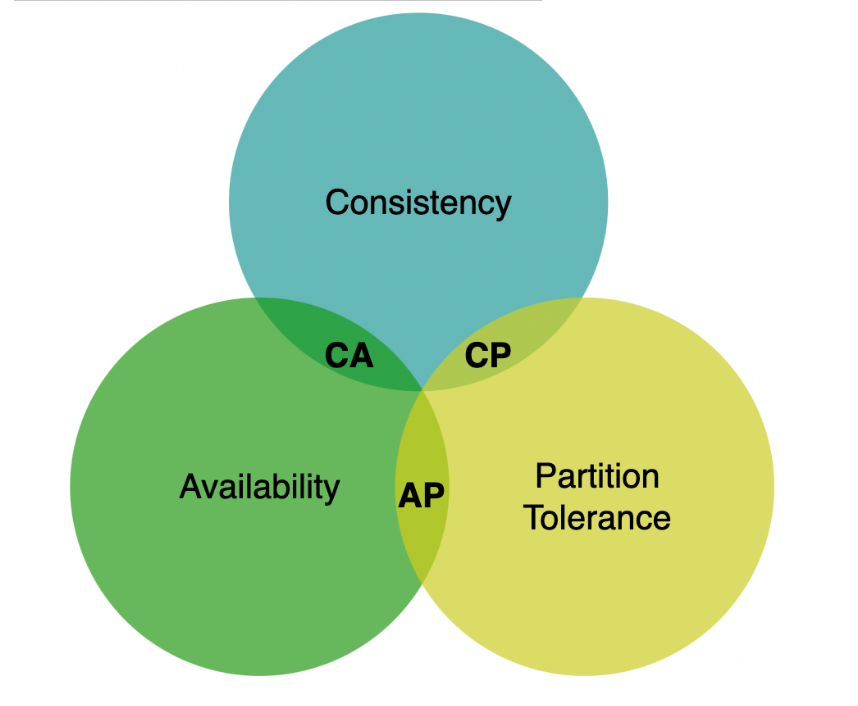 Consistency
CA
CP
Availability
AP
Partition
Tolerance